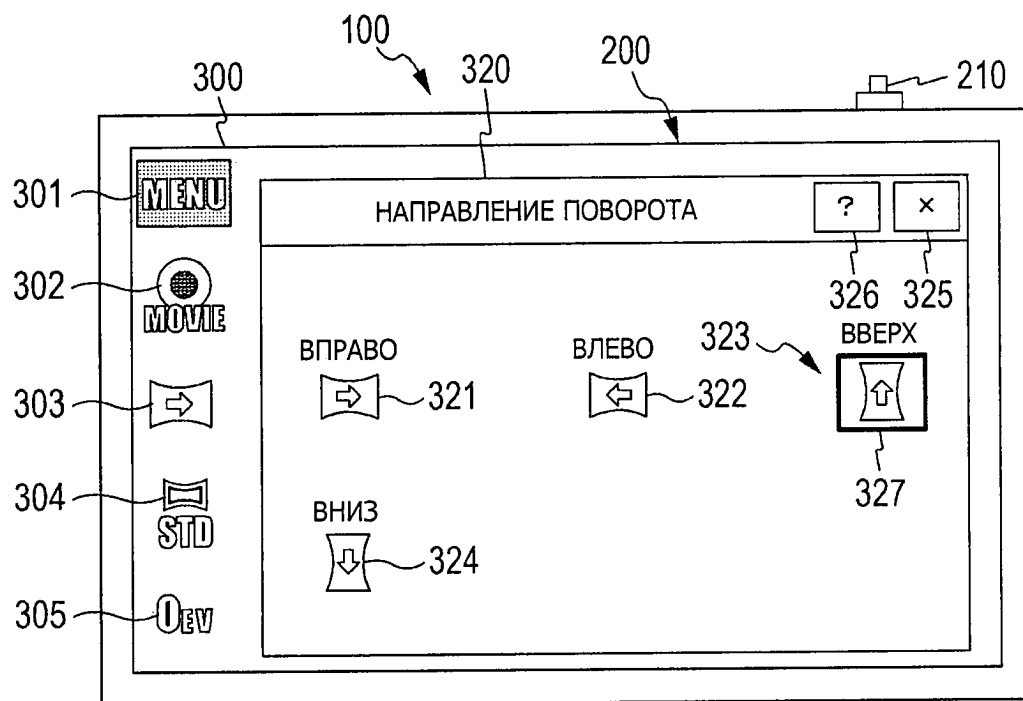 100
200
210
300
320
301
MENU
НАПРАВЛЕНИЕ ПОВОРОТА
?
×
302
MOVIE
326
325
ВПРАВО
ВЛЕВО
323
ВВЕРХ
303
321
322
327
304
STD
ВНИЗ
324
305
0EV